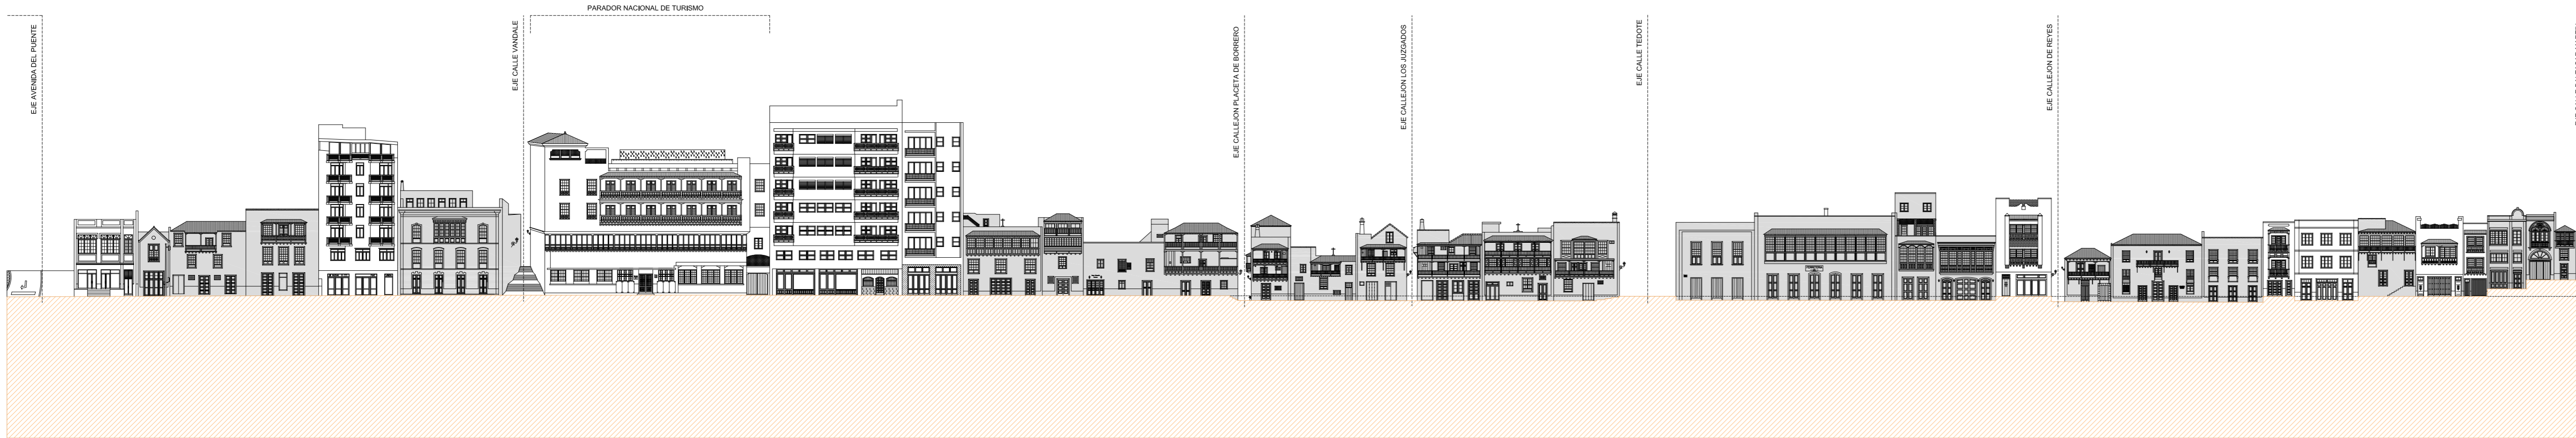 PARADOR NACIONAL DE TURISMO
EJE AVENIDA DEL PUENTE
EJE CALLE VANDALE
EJE CALLEJON PLACETA DE BORRERO
EJE CALLEJON LOS JUZGADOS
EJE CALLE TEDOTE
EJE CALLEJON DE REYES